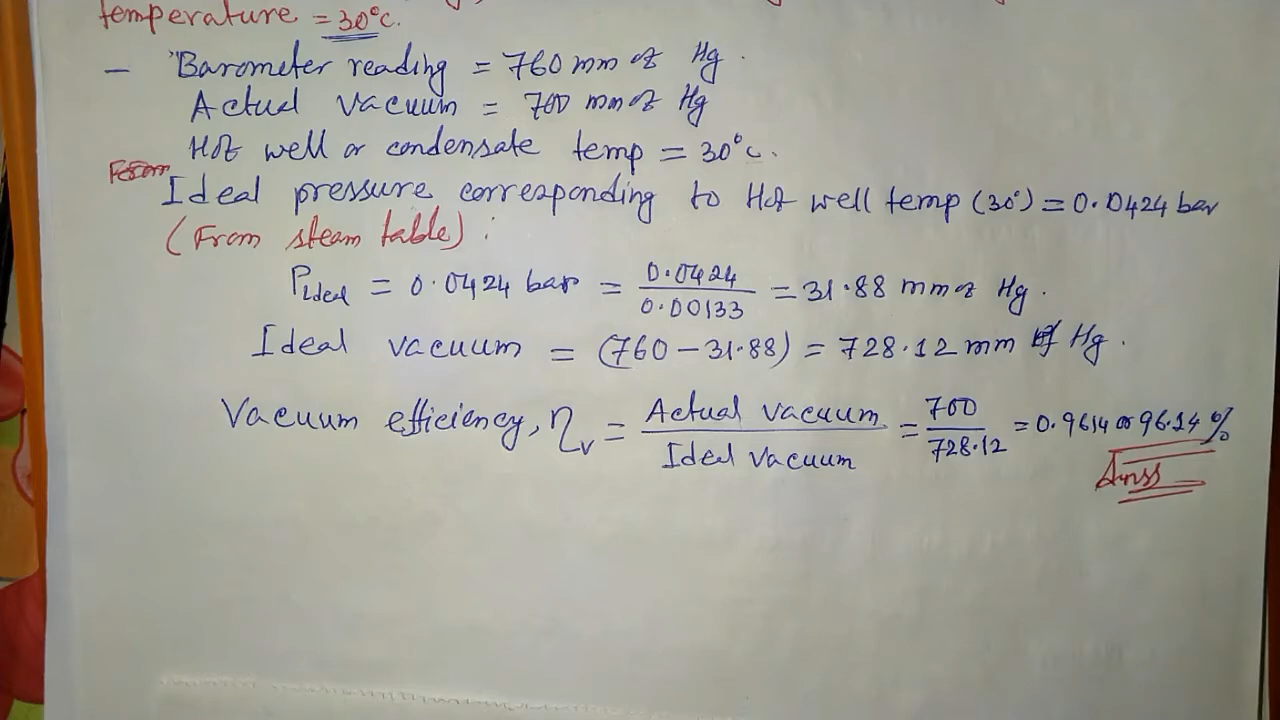 temperature = 30°c.
– Barometer reading = 760 mm of Hg.
Actual vacuum = 700 mm of Hg
Hot well or condensate temp = 30°c.
From
Ideal pressure corresponding to Hot well temp (30°) = 0.0424 bar
(From steam table) :
Pideal = 0.0424 bar = 0.0424 / 0.00133 = 31.88 mm of Hg.
Ideal vacuum = (760 – 31.88) = 728.12 mm of Hg.
Vacuum efficiency, ηv = Actual vacuum / Ideal vacuum = 700 / 728.12 = 0.9614 or 96.14 %
Anss